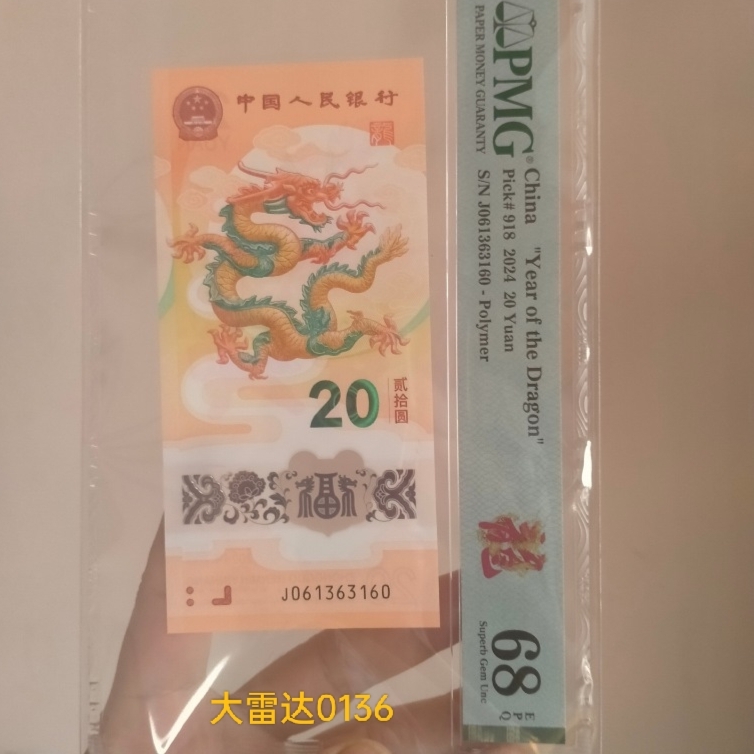 中国人民银行
20
贰拾圆
福
J061363160
PMG
PAPER MONEY GUARANTY
China "Year of the Dragon"
Pick# 918 2024 20 Yuan
S/N J061363160 - Polymer
68 EPQ
Superb Gem Unc
大雷达0136